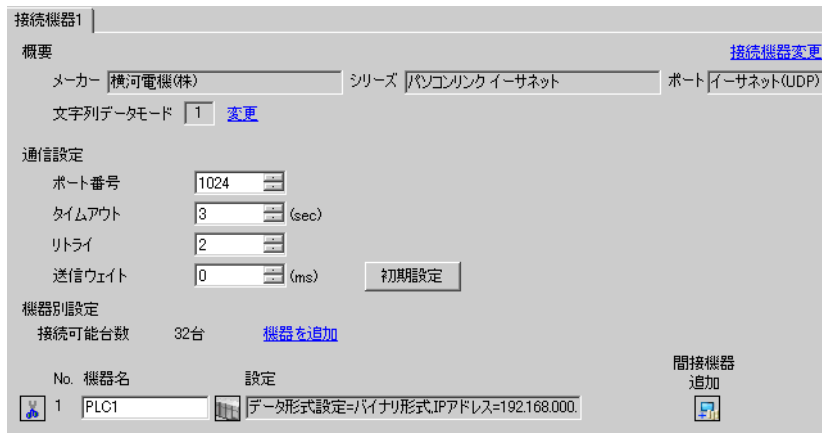 接続機器1
概要 接続機器変更
メーカー 横河電機(株) シリーズ パソコンリンク イーサネット ポート イーサネット(UDP)
文字列データモード 1 変更
通信設定
ポート番号 1024
タイムアウト 3 (sec)
リトライ 2
送信ウェイト 0 (ms) 初期設定
機器別設定
接続可能台数 32台 機器を追加
間接機器
No. 機器名 設定 追加
1 PLC1 データ形式設定=バイナリ形式,IPアドレス=192.168.000.